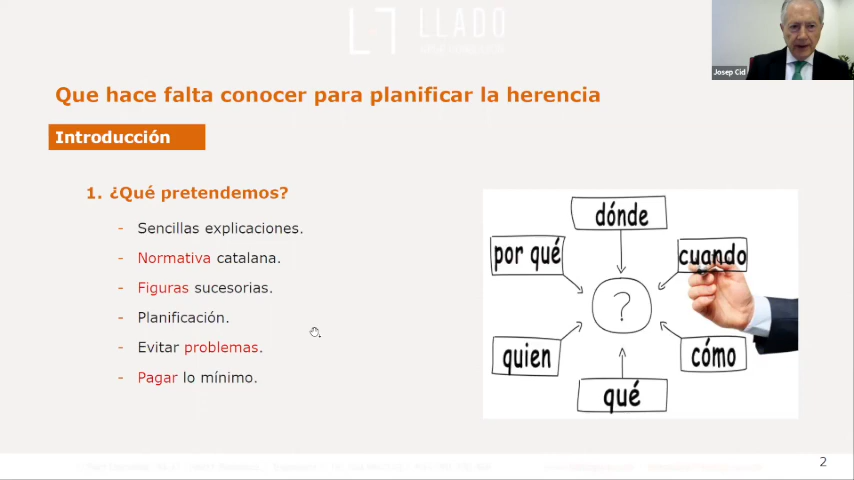 LLADO
Josep Cid
Que hace falta conocer para planificar la herencia
Introducción
1. ¿Qué pretendemos?
- Sencillas explicaciones.
- Normativa catalana.
- Figuras sucesorias.
- Planificación.
- Evitar problemas.
- Pagar lo mínimo.
dónde
por qué
cuando
?
quien
cómo
qué
2